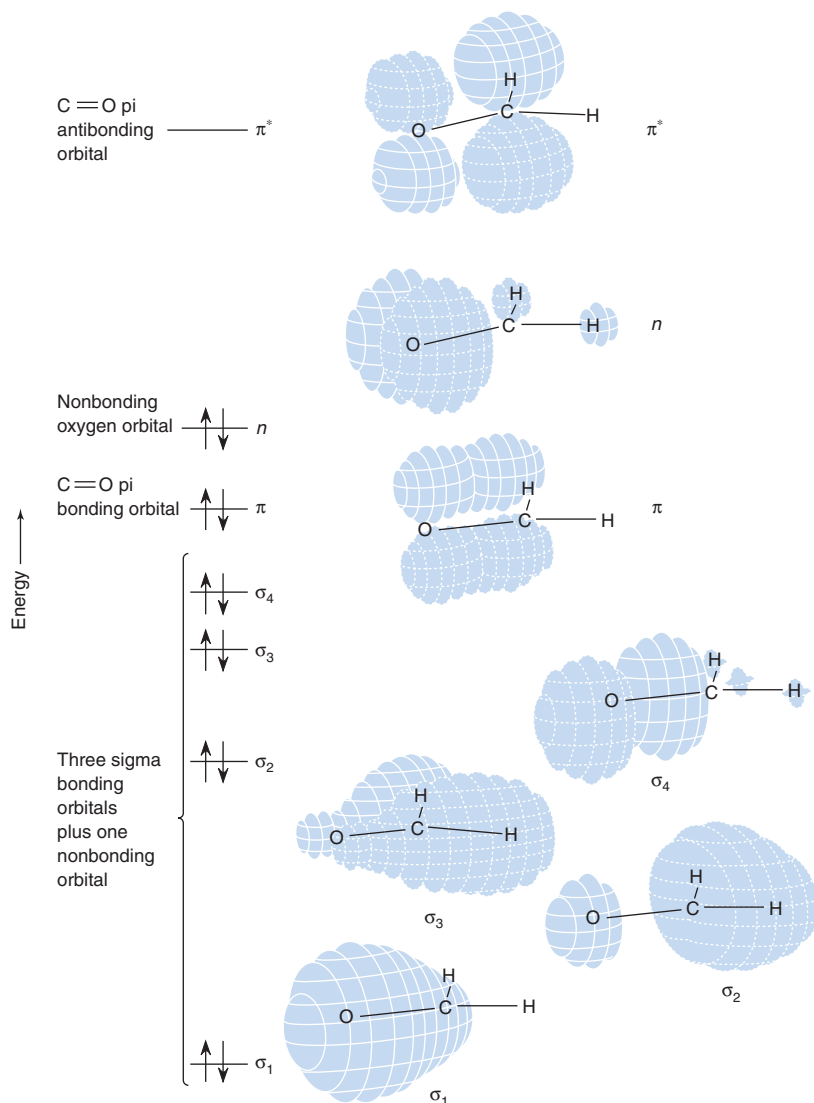 C=O pi
antibonding
orbital
π*
H
C
H
O
π*
H
C
H
O
n
Nonbonding
oxygen orbital
n
C=O pi
bonding orbital
π
H
O
C
H
π
Energy
σ4
σ3
σ2
Three sigma
bonding
orbitals
plus one
nonbonding
orbital
H
O
C
H
σ4
H
O
C
H
σ3
H
O
C
H
σ2
H
O
C
H
σ1
σ1